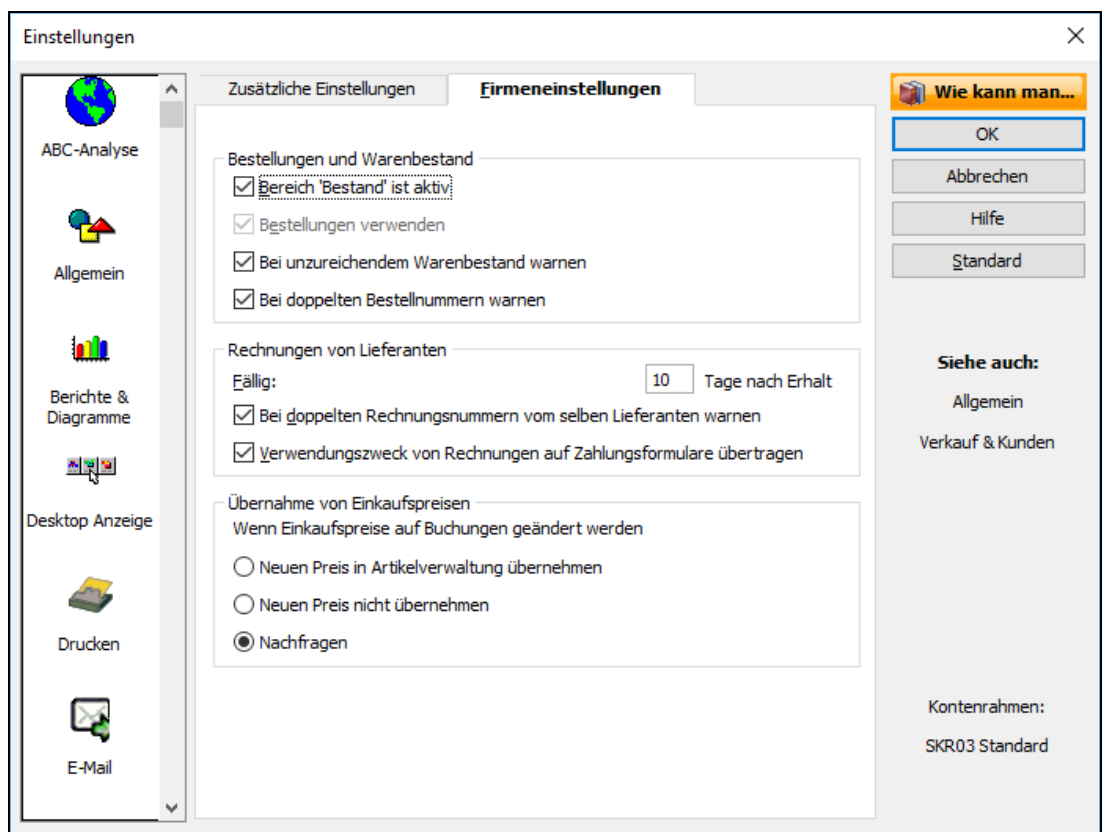 Einstellungen
ABC-Analyse
Allgemein
Berichte &
Diagramme
Desktop Anzeige
Drucken
E-Mail
Zusätzliche Einstellungen
Firmeneinstellungen
Bestellungen und Warenbestand
Bereich 'Bestand' ist aktiv
Bestellungen verwenden
Bei unzureichendem Warenbestand warnen
Bei doppelten Bestellnummern warnen
Rechnungen von Lieferanten
Fällig: 10 Tage nach Erhalt
Bei doppelten Rechnungsnummern vom selben Lieferanten warnen
Verwendungszweck von Rechnungen auf Zahlungsformulare übertragen
Übernahme von Einkaufspreisen
Wenn Einkaufspreise auf Buchungen geändert werden
Neuen Preis in Artikelverwaltung übernehmen
Neuen Preis nicht übernehmen
Nachfragen
Wie kann man...
OK
Abbrechen
Hilfe
Standard
Siehe auch:
Allgemein
Verkauf & Kunden
Kontenrahmen:
SKR03 Standard